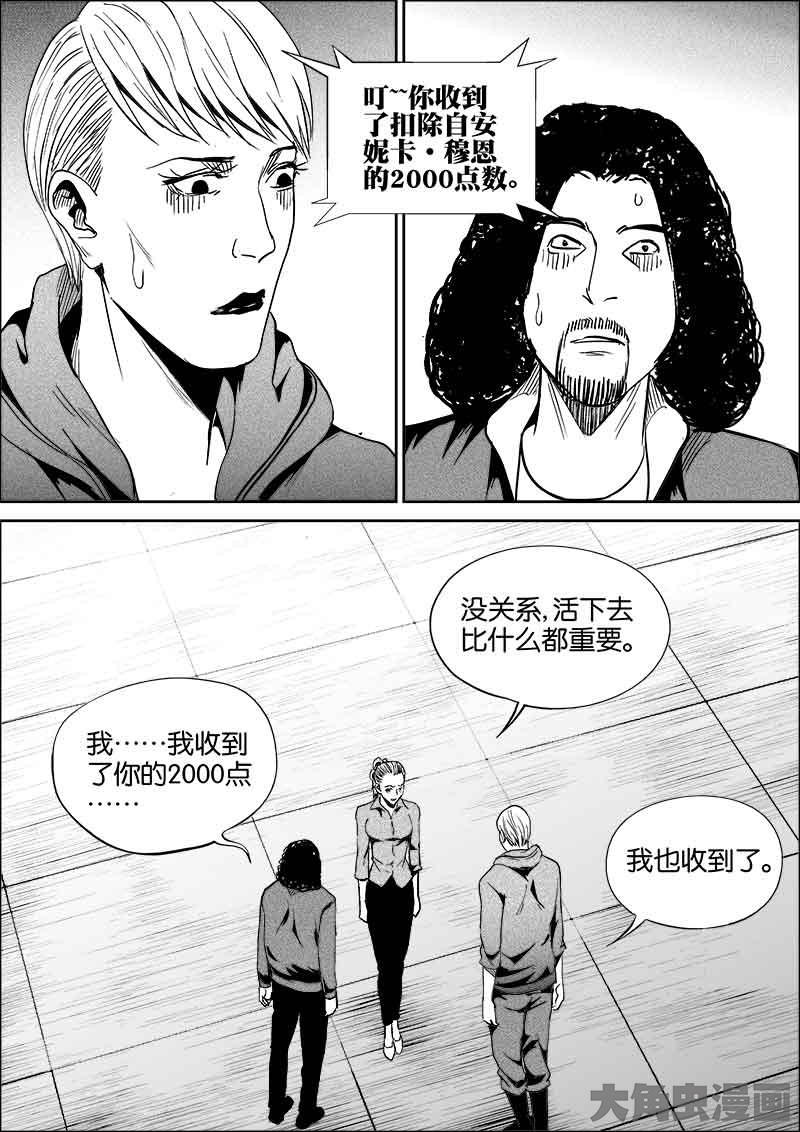 叮~~你收到
了扣除自安
妮卡·穆恩
的2000点数。
没关系,活下去
比什么都重要。
我……我收到
了你的2000点
……
我也收到了。
大角虫漫画